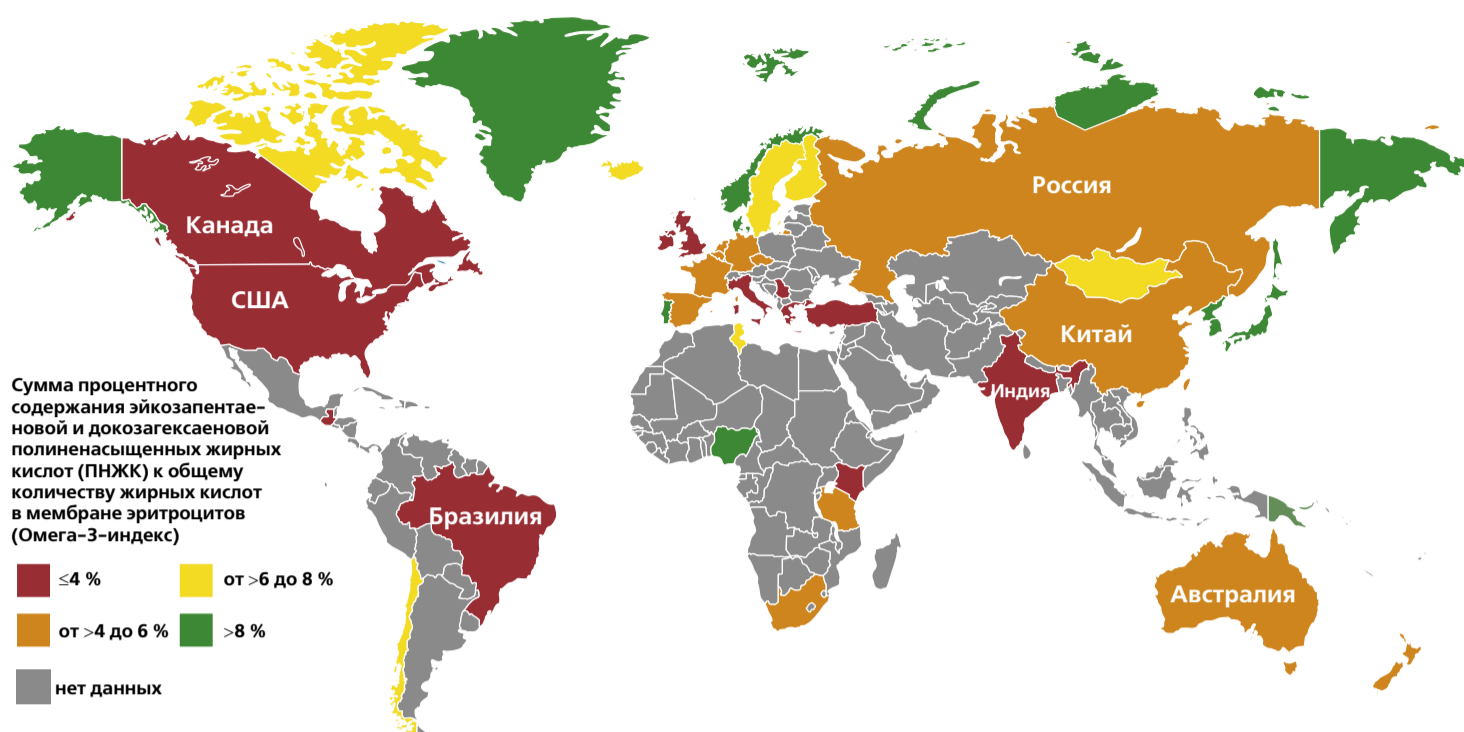 Россия
Канада
США
Китай
Индия
Бразилия
Австралия
Сумма процентного
содержания эйкозапентае-
новой и докозагексаеновой
полиненасыщенных жирных
кислот (ПНЖК) к общему
количеству жирных кислот
в мембране эритроцитов
(Омега-3-индекс)
≤4 %
от >6 до 8 %
от >4 до 6 %
>8 %
нет данных